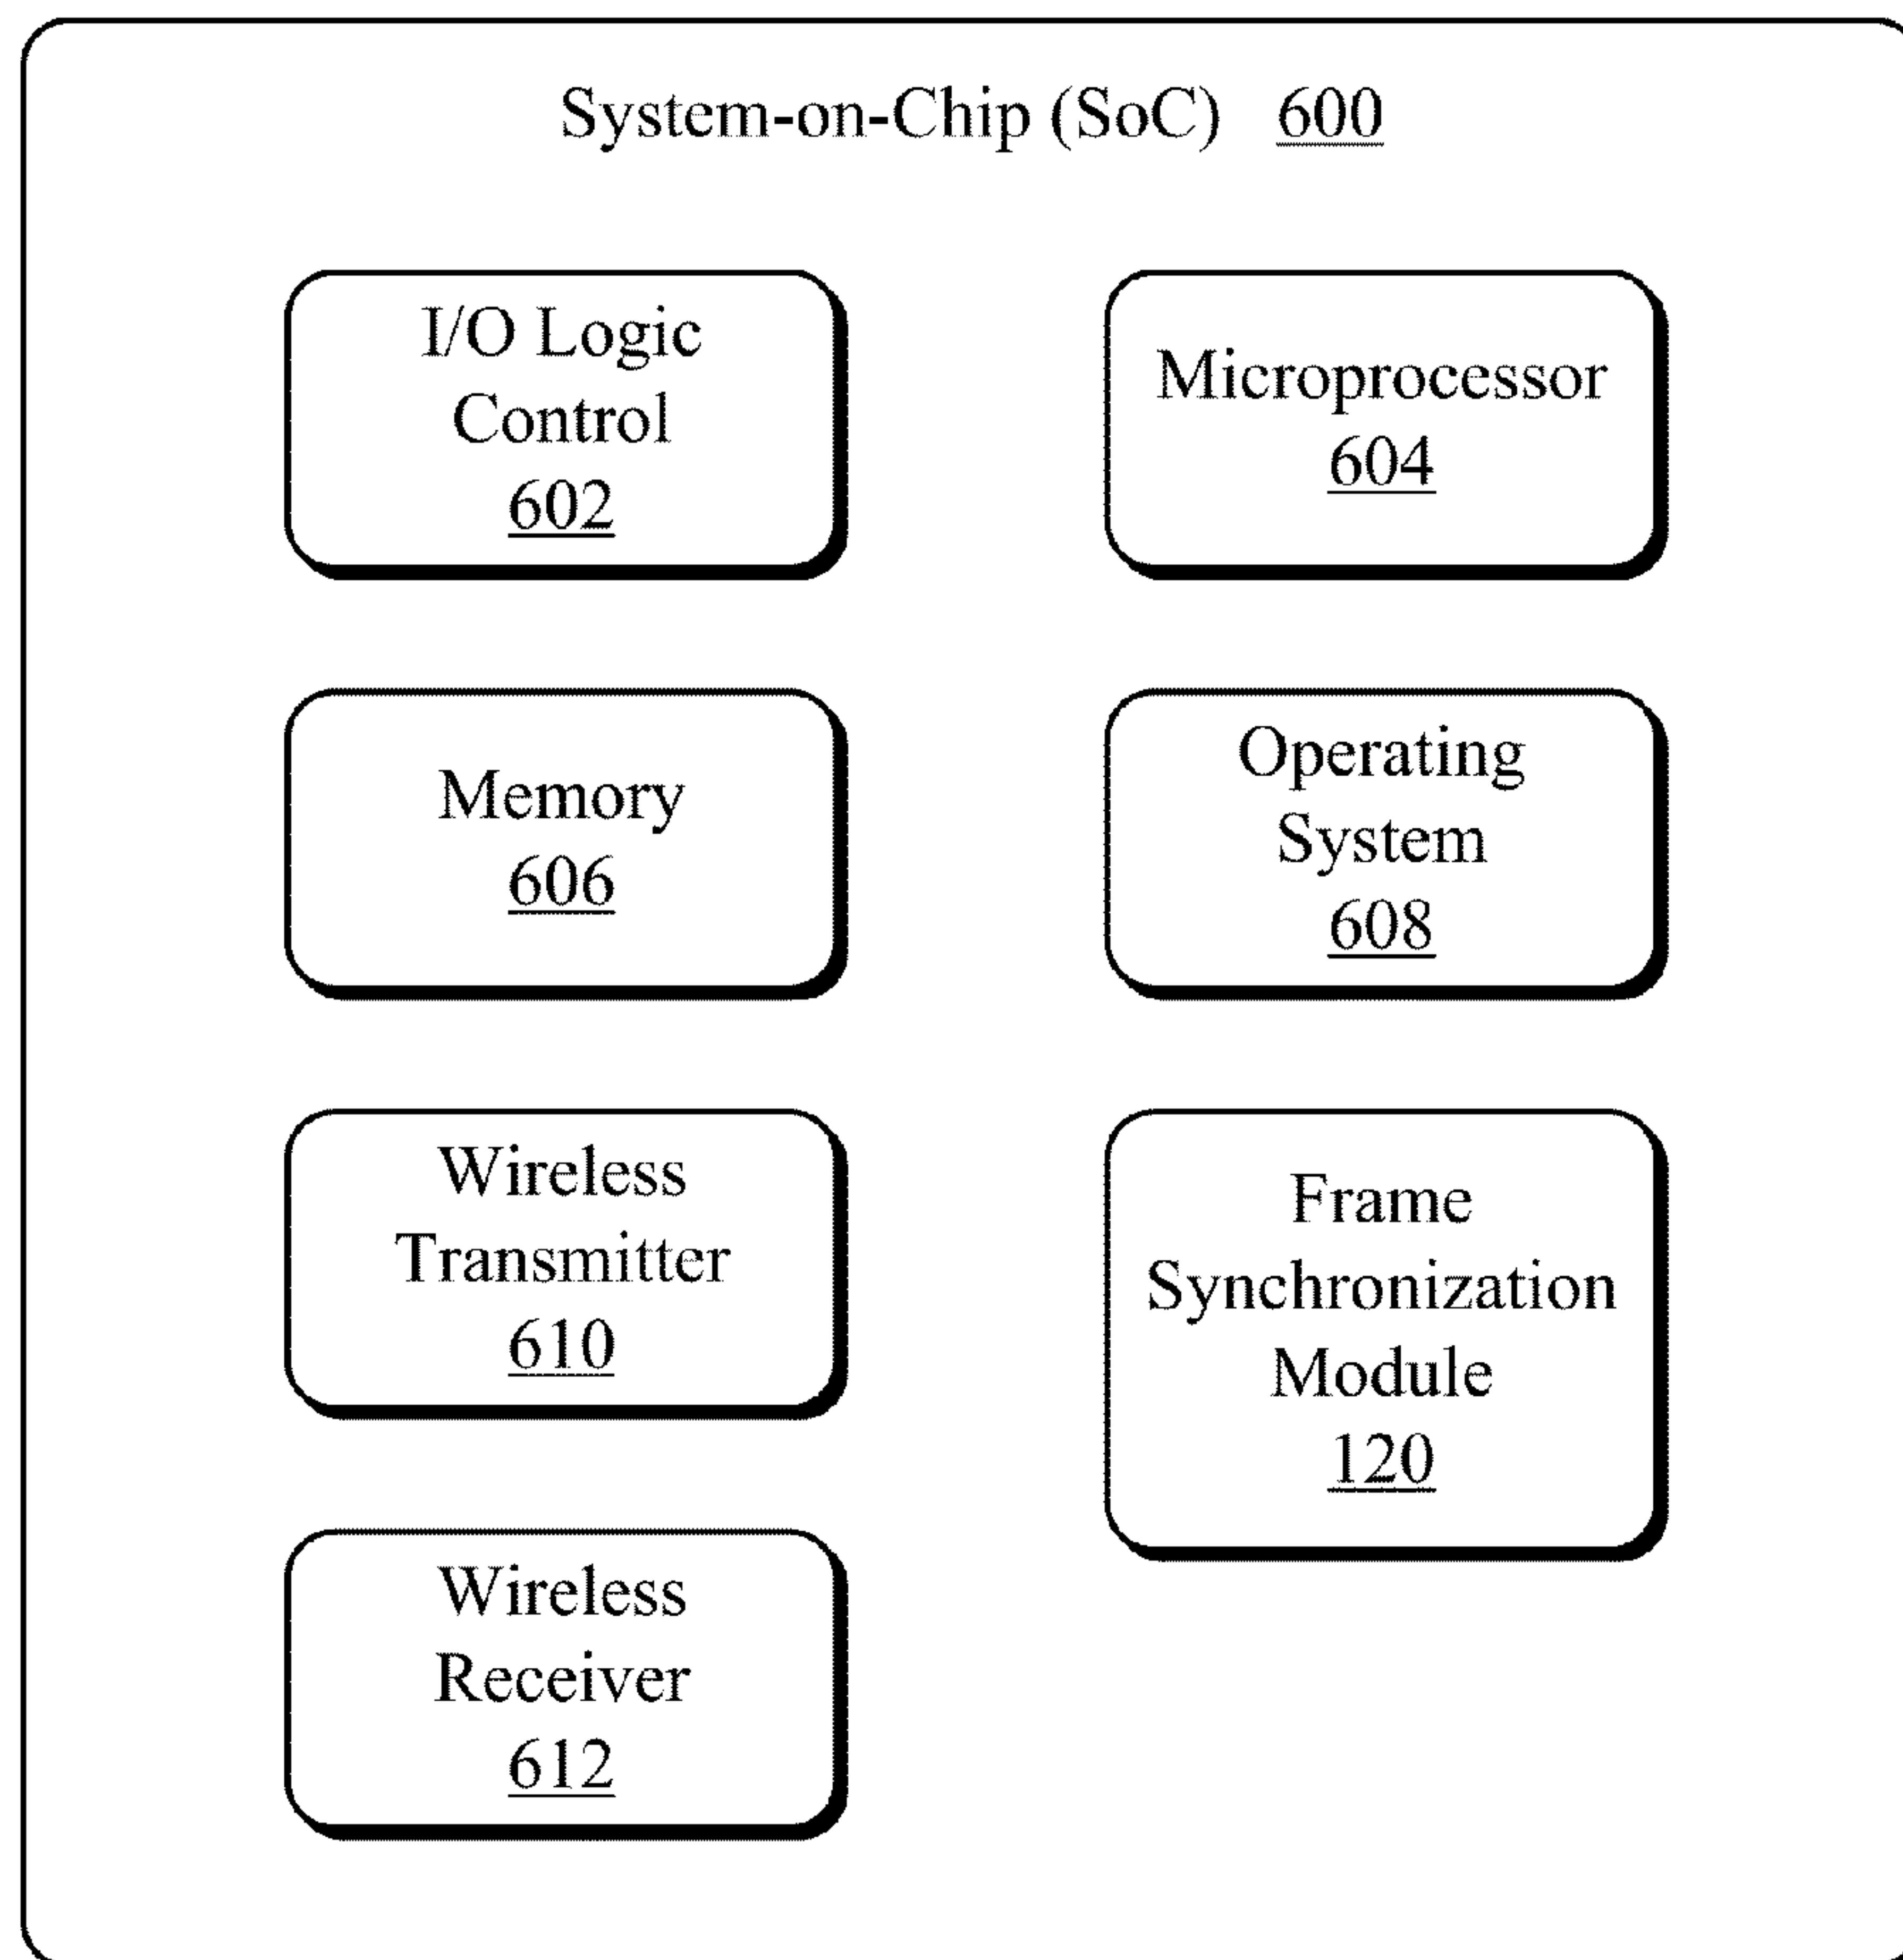 System-on-Chip (SoC) 600
I/O Logic
Control
602
Microprocessor
604
Memory
606
Operating
System
608
Wireless
Transmitter
610
Frame
Synchronization
Module
120
Wireless
Receiver
612